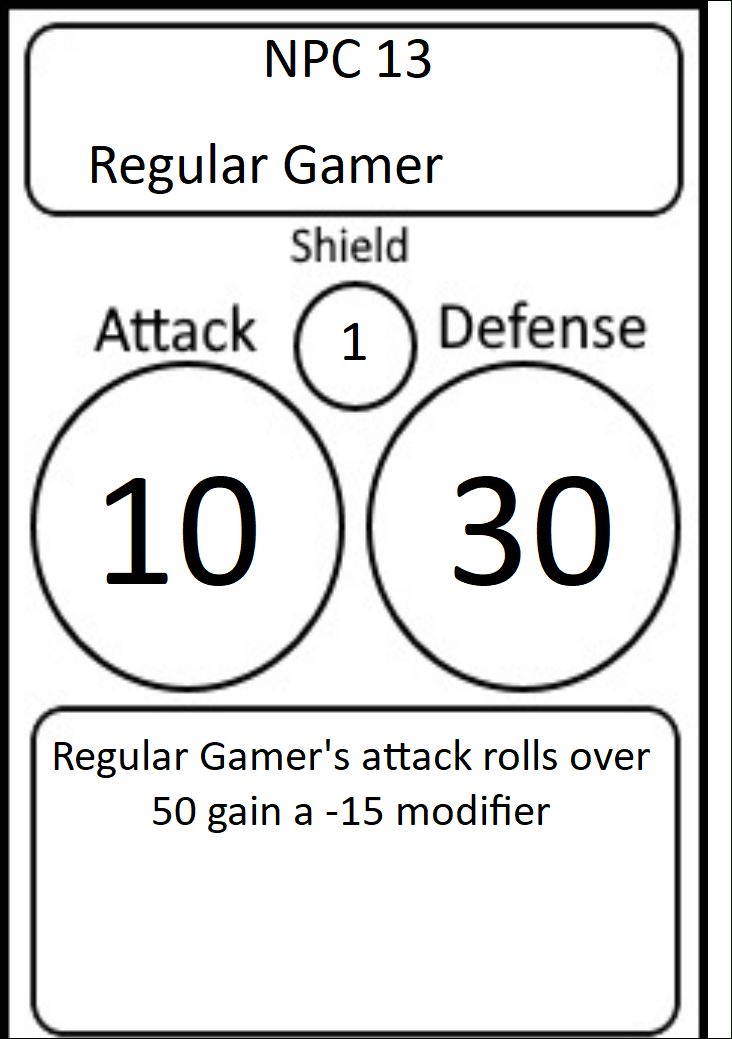 NPC 13
Regular Gamer
Shield
Attack
1
Defense
10
30
Regular Gamer's attack rolls over
50 gain a -15 modifier